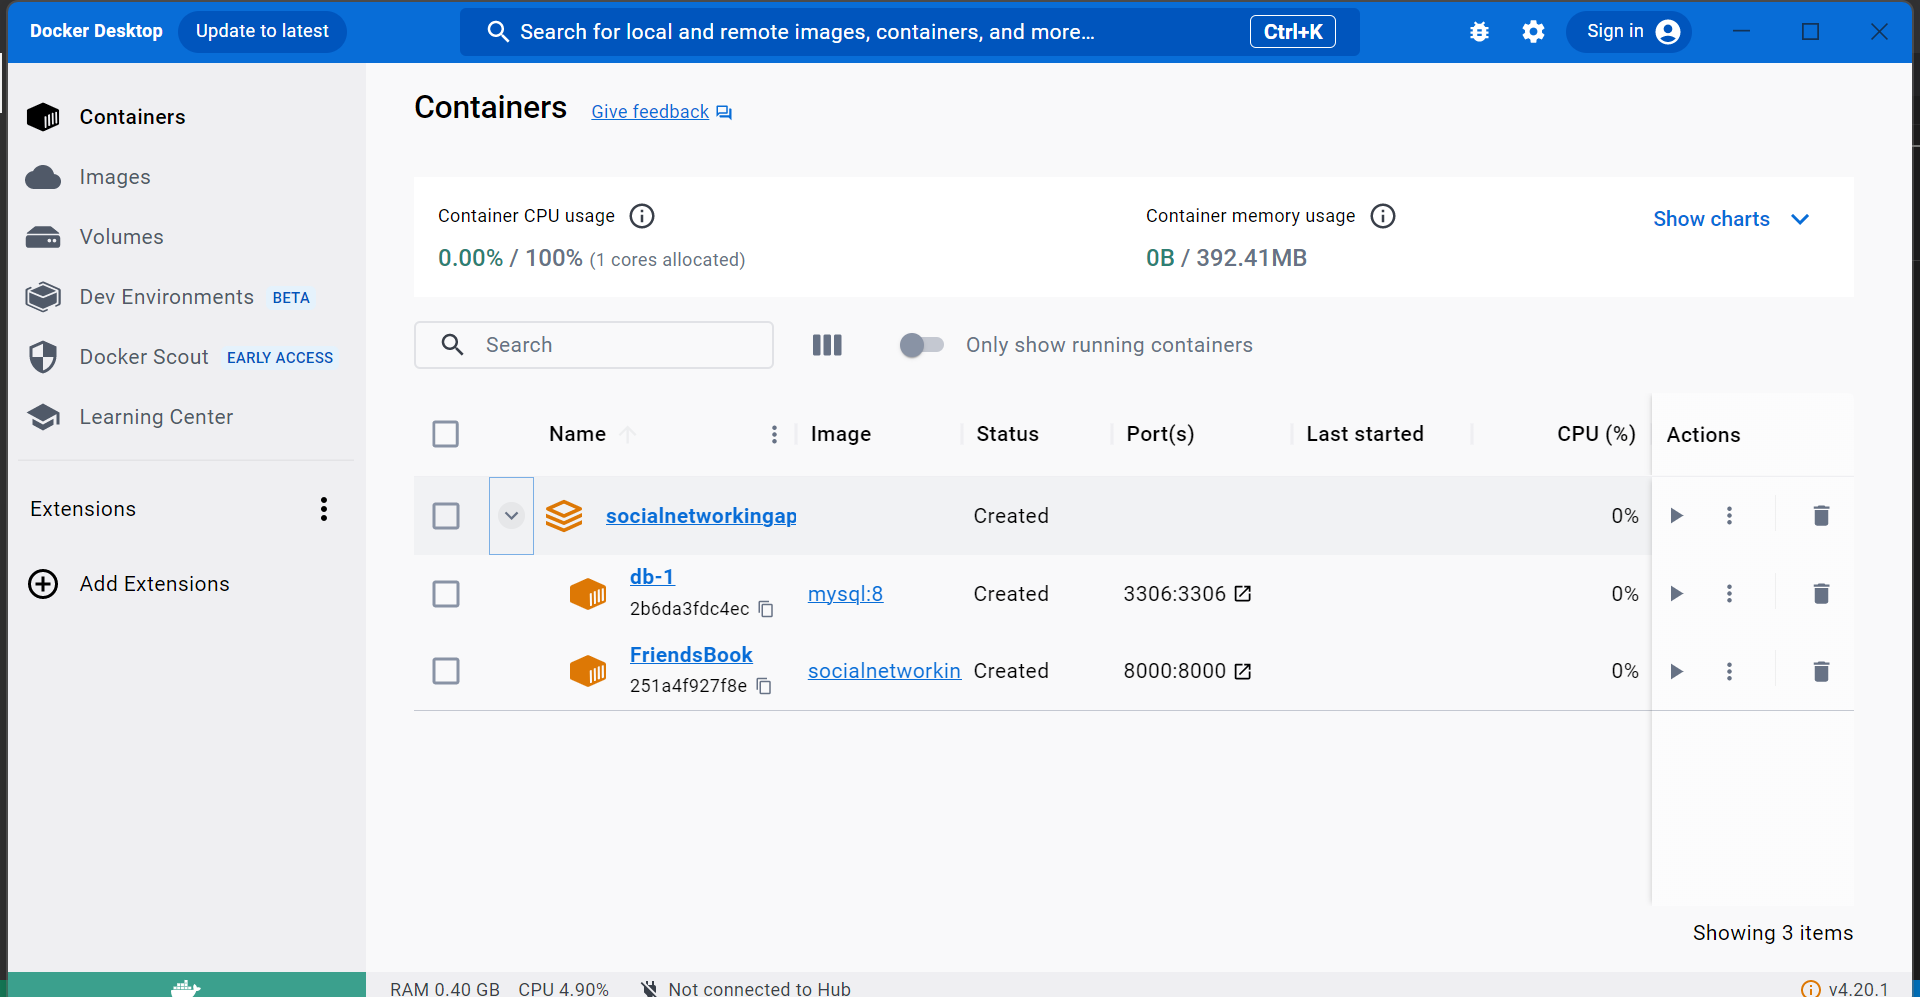 Docker Desktop
Update to latest
Search for local and remote images, containers, and more...
Ctrl+K
Sign in
Containers
Images
Volumes
Dev Environments BETA
Docker Scout EARLY ACCESS
Learning Center
Extensions
Add Extensions
Containers
Give feedback
Container CPU usage
0.00% / 100% (1 cores allocated)
Container memory usage
0B / 392.41MB
Show charts
Search
Only show running containers
Name Image Status Port(s) Last started CPU (%) Actions
socialnetworkingap Created 0%
db-1
2b6da3fdc4ec
mysql:8 Created 3306:3306 0%
FriendsBook
251a4f927f8e
socialnetworkin Created 8000:8000 0%
Showing 3 items
RAM 0.40 GB CPU 4.90% Not connected to Hub
v4.20.1